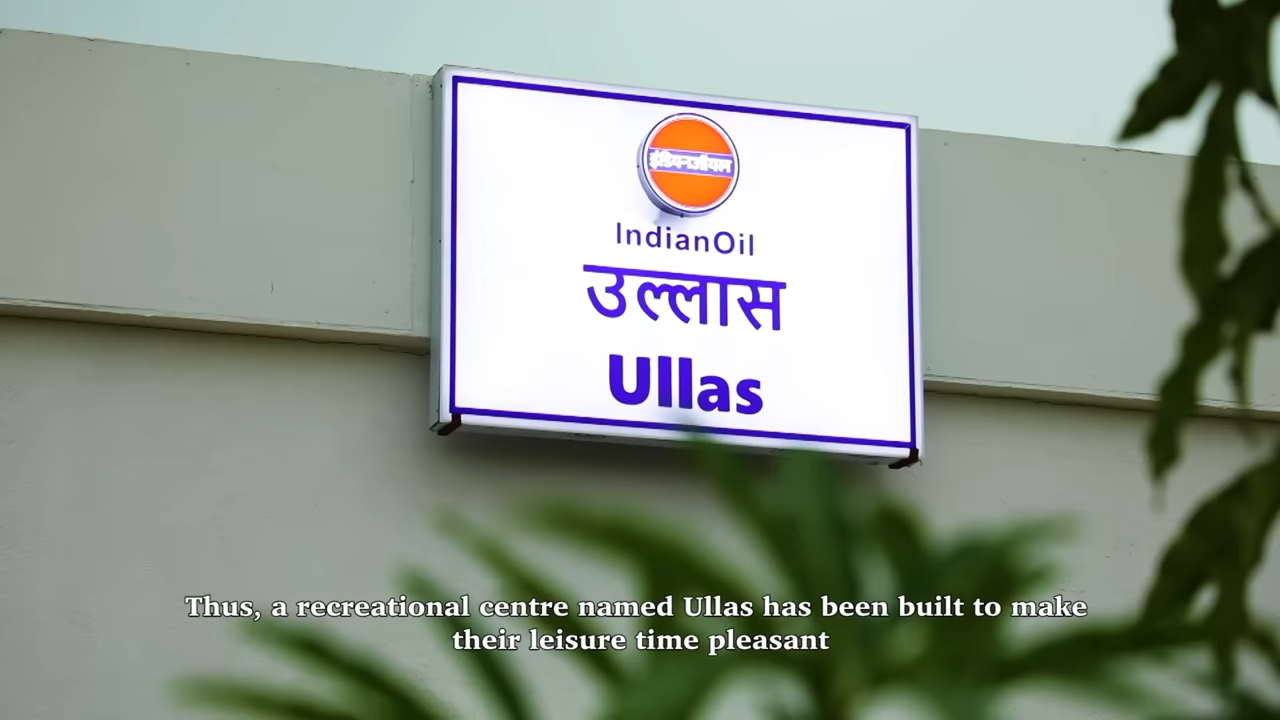 इंडियनऑयल
IndianOil
उल्लास
Ullas
Thus, a recreational centre named Ullas has been built to make
their leisure time pleasant